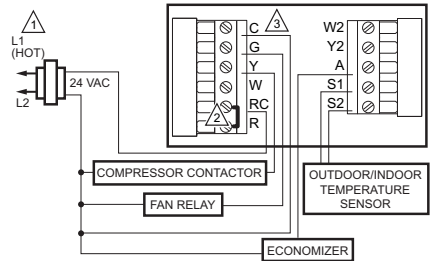 1
L1
(HOT)
L2
24 VAC
3
C
G
Y
W
RC
R
2
W2
Y2
A
S1
S2
COMPRESSOR CONTACTOR
FAN RELAY
ECONOMIZER
OUTDOOR/INDOOR
TEMPERATURE
SENSOR